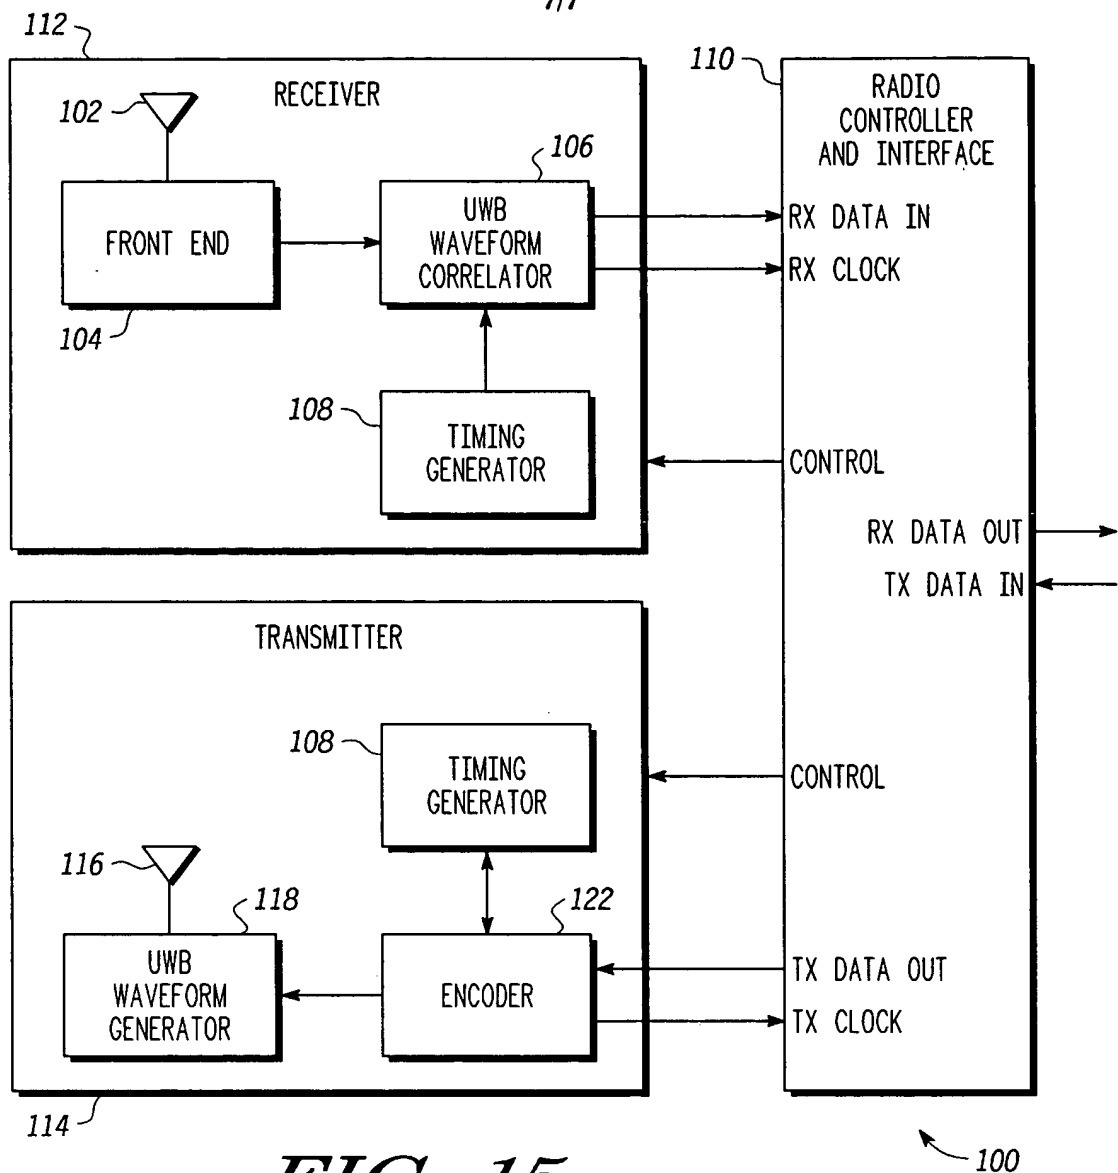 112
RECEIVER
102
FRONT END
104
106
UWB
WAVEFORM
CORRELATOR
108
TIMING
GENERATOR
110
RADIO
CONTROLLER
AND INTERFACE
RX DATA IN
RX CLOCK
CONTROL
RX DATA OUT
TX DATA IN
TRANSMITTER
108
TIMING
GENERATOR
CONTROL
116
118
UWB
WAVEFORM
GENERATOR
122
ENCODER
TX DATA OUT
TX CLOCK
114
100
FIG. 15